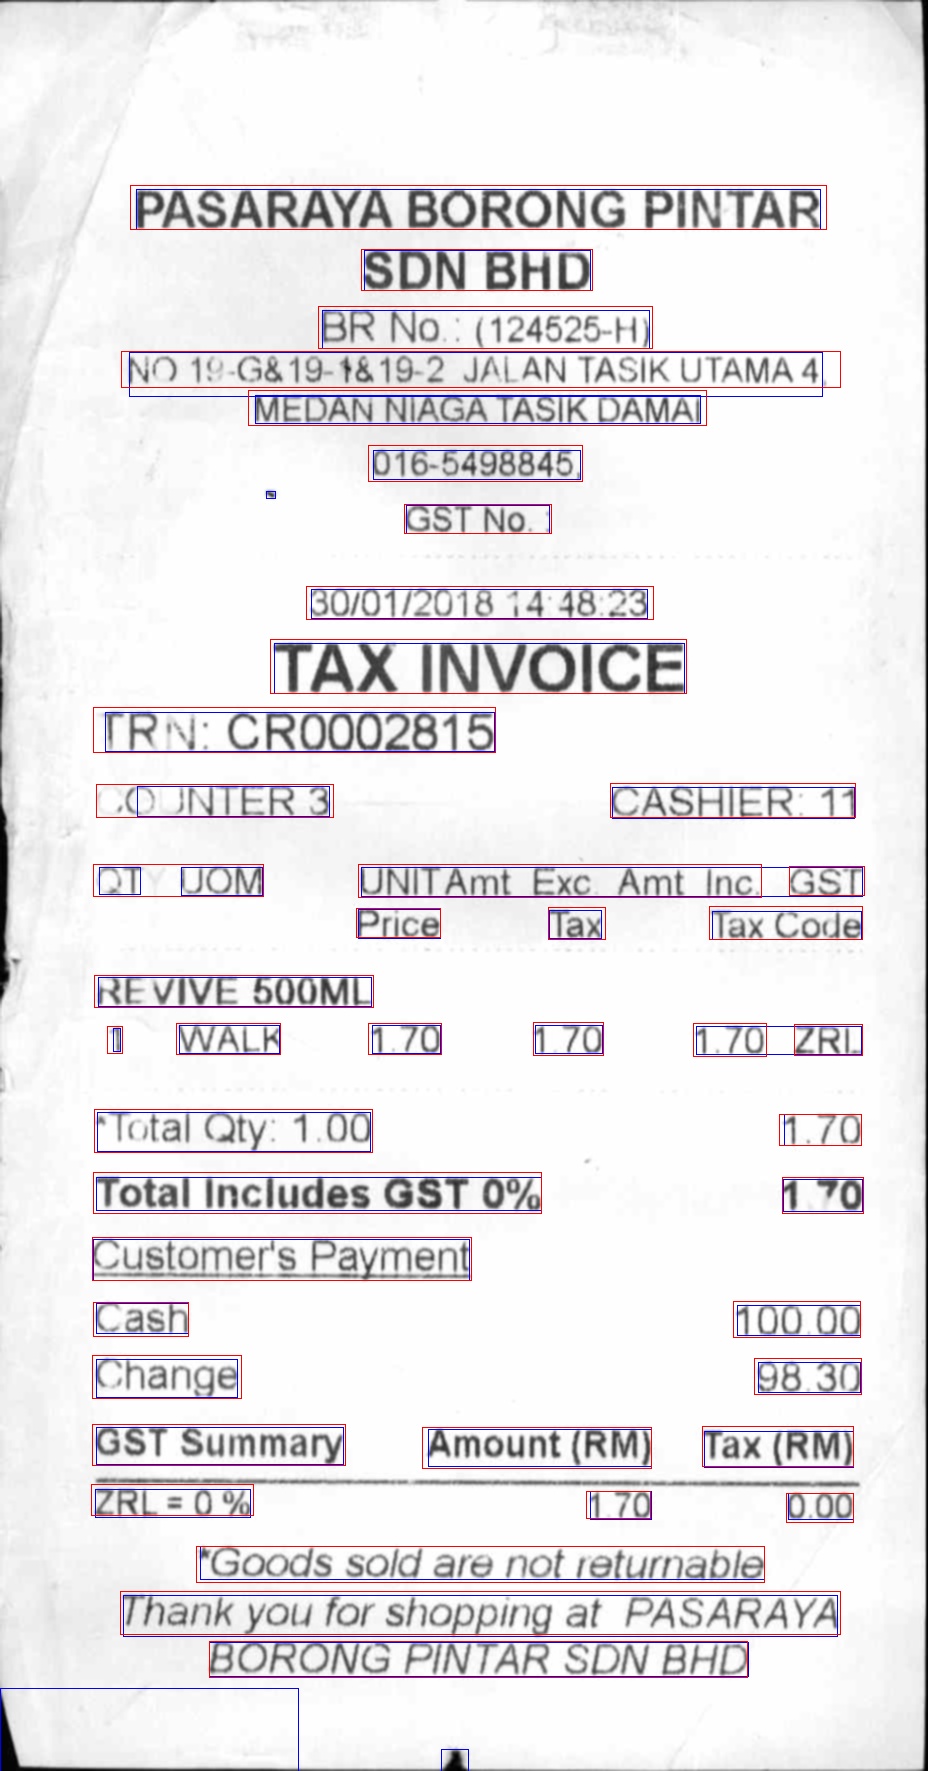 PASARAYA BORONG PINTAR
SDN BHD
BR No.: (124525-H)
NO 19-G&19-1&19-2 JALAN TASIK UTAMA 4,
MEDAN NIAGA TASIK DAMAI
016-5498845,
GST No. :
30/01/2018 14:48:23
TAX INVOICE
TRN: CR0002815
COUNTER 3 CASHIER: 11
QTY UOM UNIT Amt Exc. Amt Inc. GST
Price Tax Tax Code
REVIVE 500ML
1 WALK 1.70 1.70 1.70 ZRL
*Total Qty: 1.00 1.70
Total Includes GST 0% 1.70
Customer's Payment
Cash 100.00
Change 98.30
GST Summary Amount (RM) Tax (RM)
ZRL = 0 % 1.70 0.00
*Goods sold are not returnable
Thank you for shopping at PASARAYA
BORONG PINTAR SDN BHD